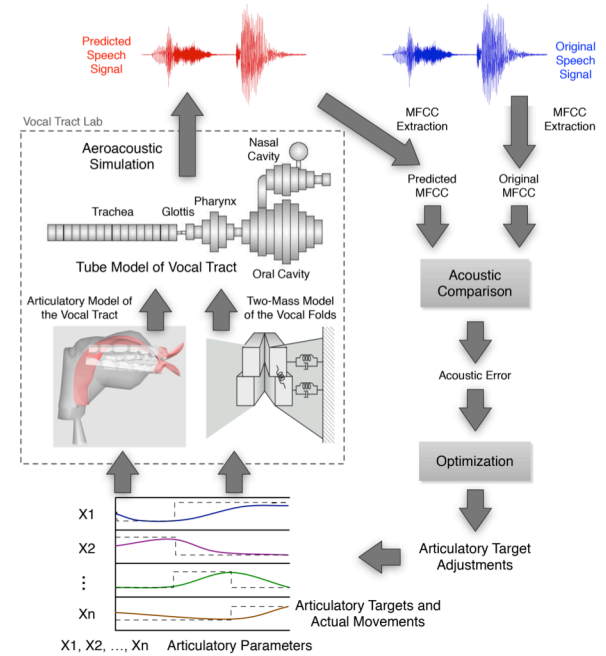 Predicted
Speech
Signal
Original
Speech
Signal
MFCC
Extraction
MFCC
Extraction
Vocal Tract Lab
Aeroacoustic
Simulation
Nasal
Cavity
Pharynx
Trachea
Glottis
Oral Cavity
Tube Model of Vocal Tract
Predicted
MFCC
Original
MFCC
Acoustic
Comparison
Articulatory Model of
the Vocal Tract
Two-Mass Model
of the Vocal Folds
Acoustic Error
Optimization
Articulatory Target
Adjustments
X1
X2
⋮
Xn
Articulatory Targets and
Actual Movements
X1, X2, ..., Xn Articulatory Parameters